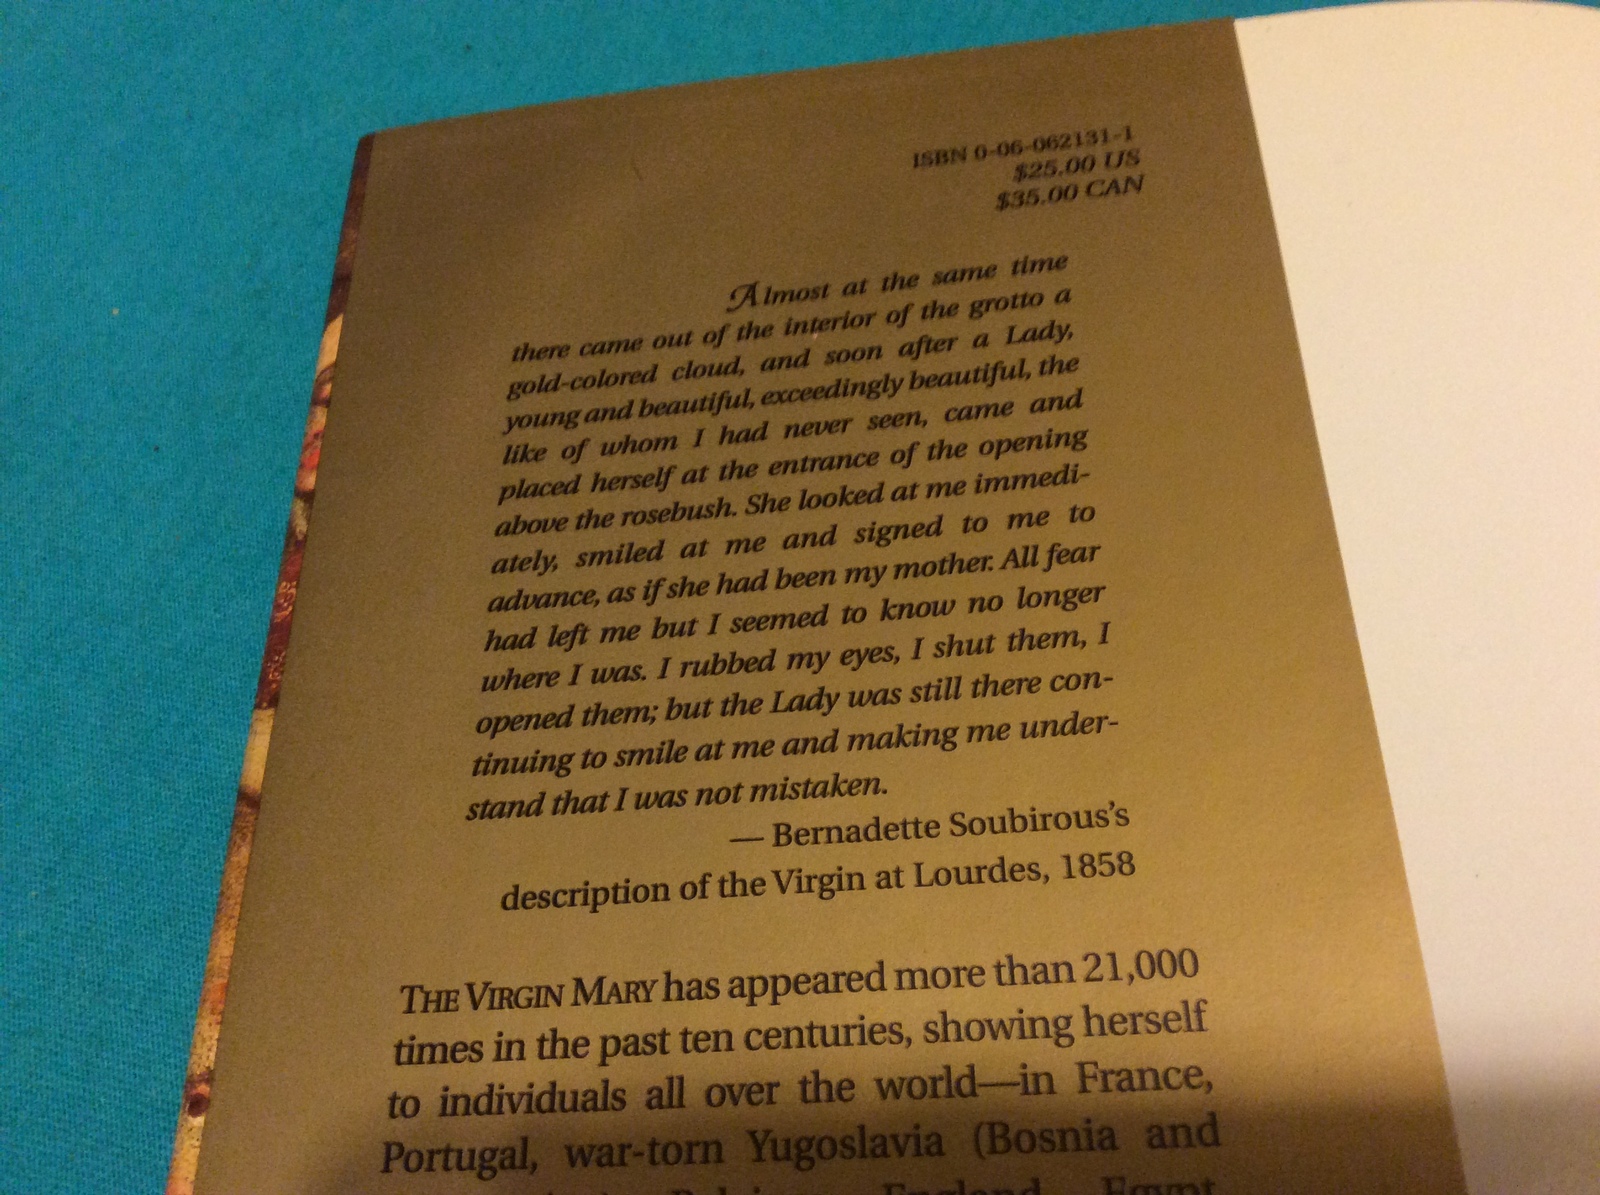 ISBN 0-06-062131-1
$25.00 US
$35.00 CAN
Almost at the same time
there came out of the interior of the grotto a
gold-colored cloud, and soon after a Lady,
young and beautiful, exceedingly beautiful, the
like of whom I had never seen, came and
placed herself at the entrance of the opening
above the rosebush. She looked at me immedi-
ately, smiled at me and signed to me to
advance, as if she had been my mother. All fear
had left me but I seemed to know no longer
where I was. I rubbed my eyes, I shut them, I
opened them; but the Lady was still there con-
tinuing to smile at me and making me under-
stand that I was not mistaken.
— Bernadette Soubirous's
description of the Virgin at Lourdes, 1858
THE VIRGIN MARY has appeared more than 21,000
times in the past ten centuries, showing herself
to individuals all over the world—in France,
Portugal, war-torn Yugoslavia (Bosnia and
England, Egypt